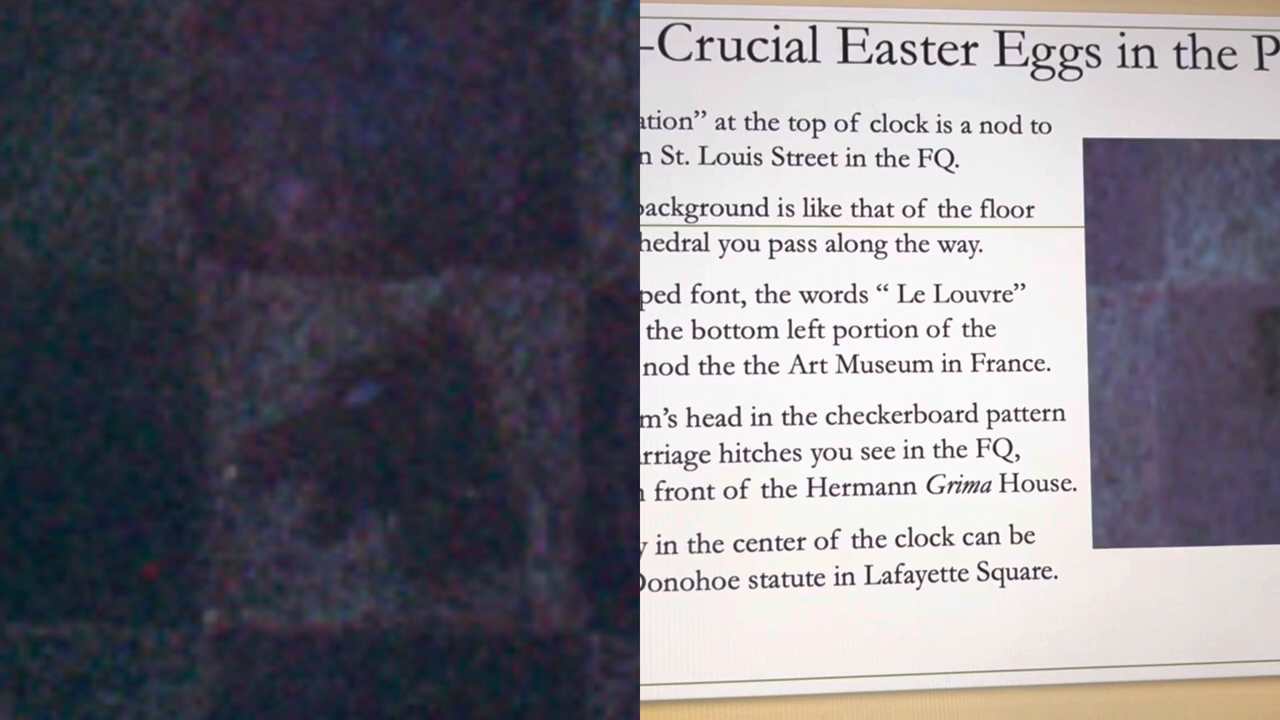 -Crucial Easter Eggs in the P
ation” at the top of clock is a nod to
n St. Louis Street in the FQ.
background is like that of the floor
hedral you pass along the way.
ped font, the words “ Le Louvre”
the bottom left portion of the
nod the the Art Museum in France.
m’s head in the checkerboard pattern
rriage hitches you see in the FQ,
front of the Hermann Grima House.
y in the center of the clock can be
Donohoe statute in Lafayette Square.